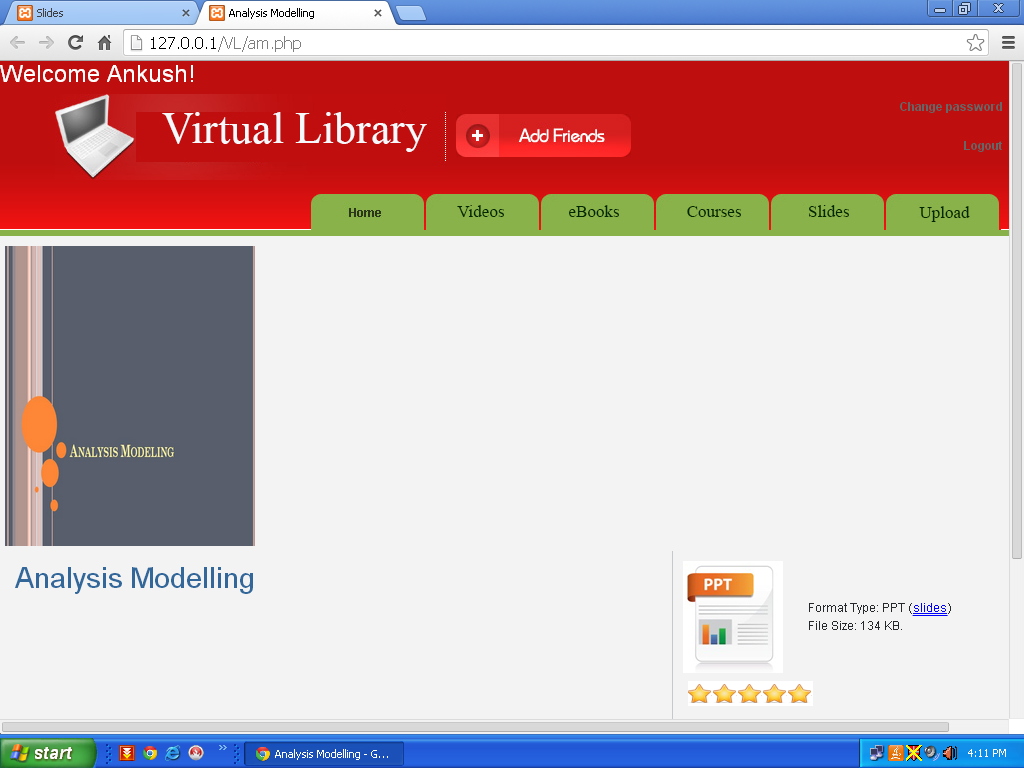 Slides
Analysis Modelling
127.0.0.1/VL/am.php
Welcome Ankush!
Virtual Library
Add Friends
Change password
Logout
Home
Videos
eBooks
Courses
Slides
Upload
Analysis Modeling
Analysis Modelling
PPT
Format Type: PPT (slides)
File Size: 134 KB.
start
Analysis Modelling - G...
4:11 PM